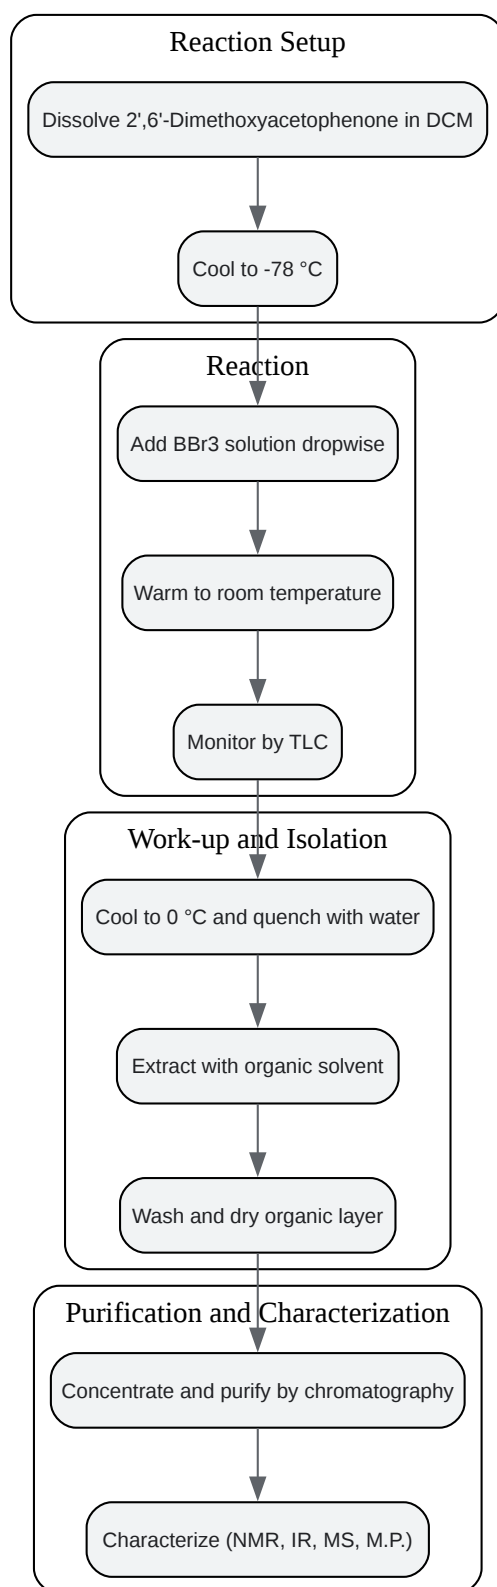 Reaction Setup
Dissolve 2',6'-Dimethoxyacetophenone in DCM
Cool to -78 °C
Reaction
Add BBr3 solution dropwise
Warm to room temperature
Monitor by TLC
Work-up and Isolation
Cool to 0 °C and quench with water
Extract with organic solvent
Wash and dry organic layer
Purification and Characterization
Concentrate and purify by chromatography
Characterize (NMR, IR, MS, M.P.)